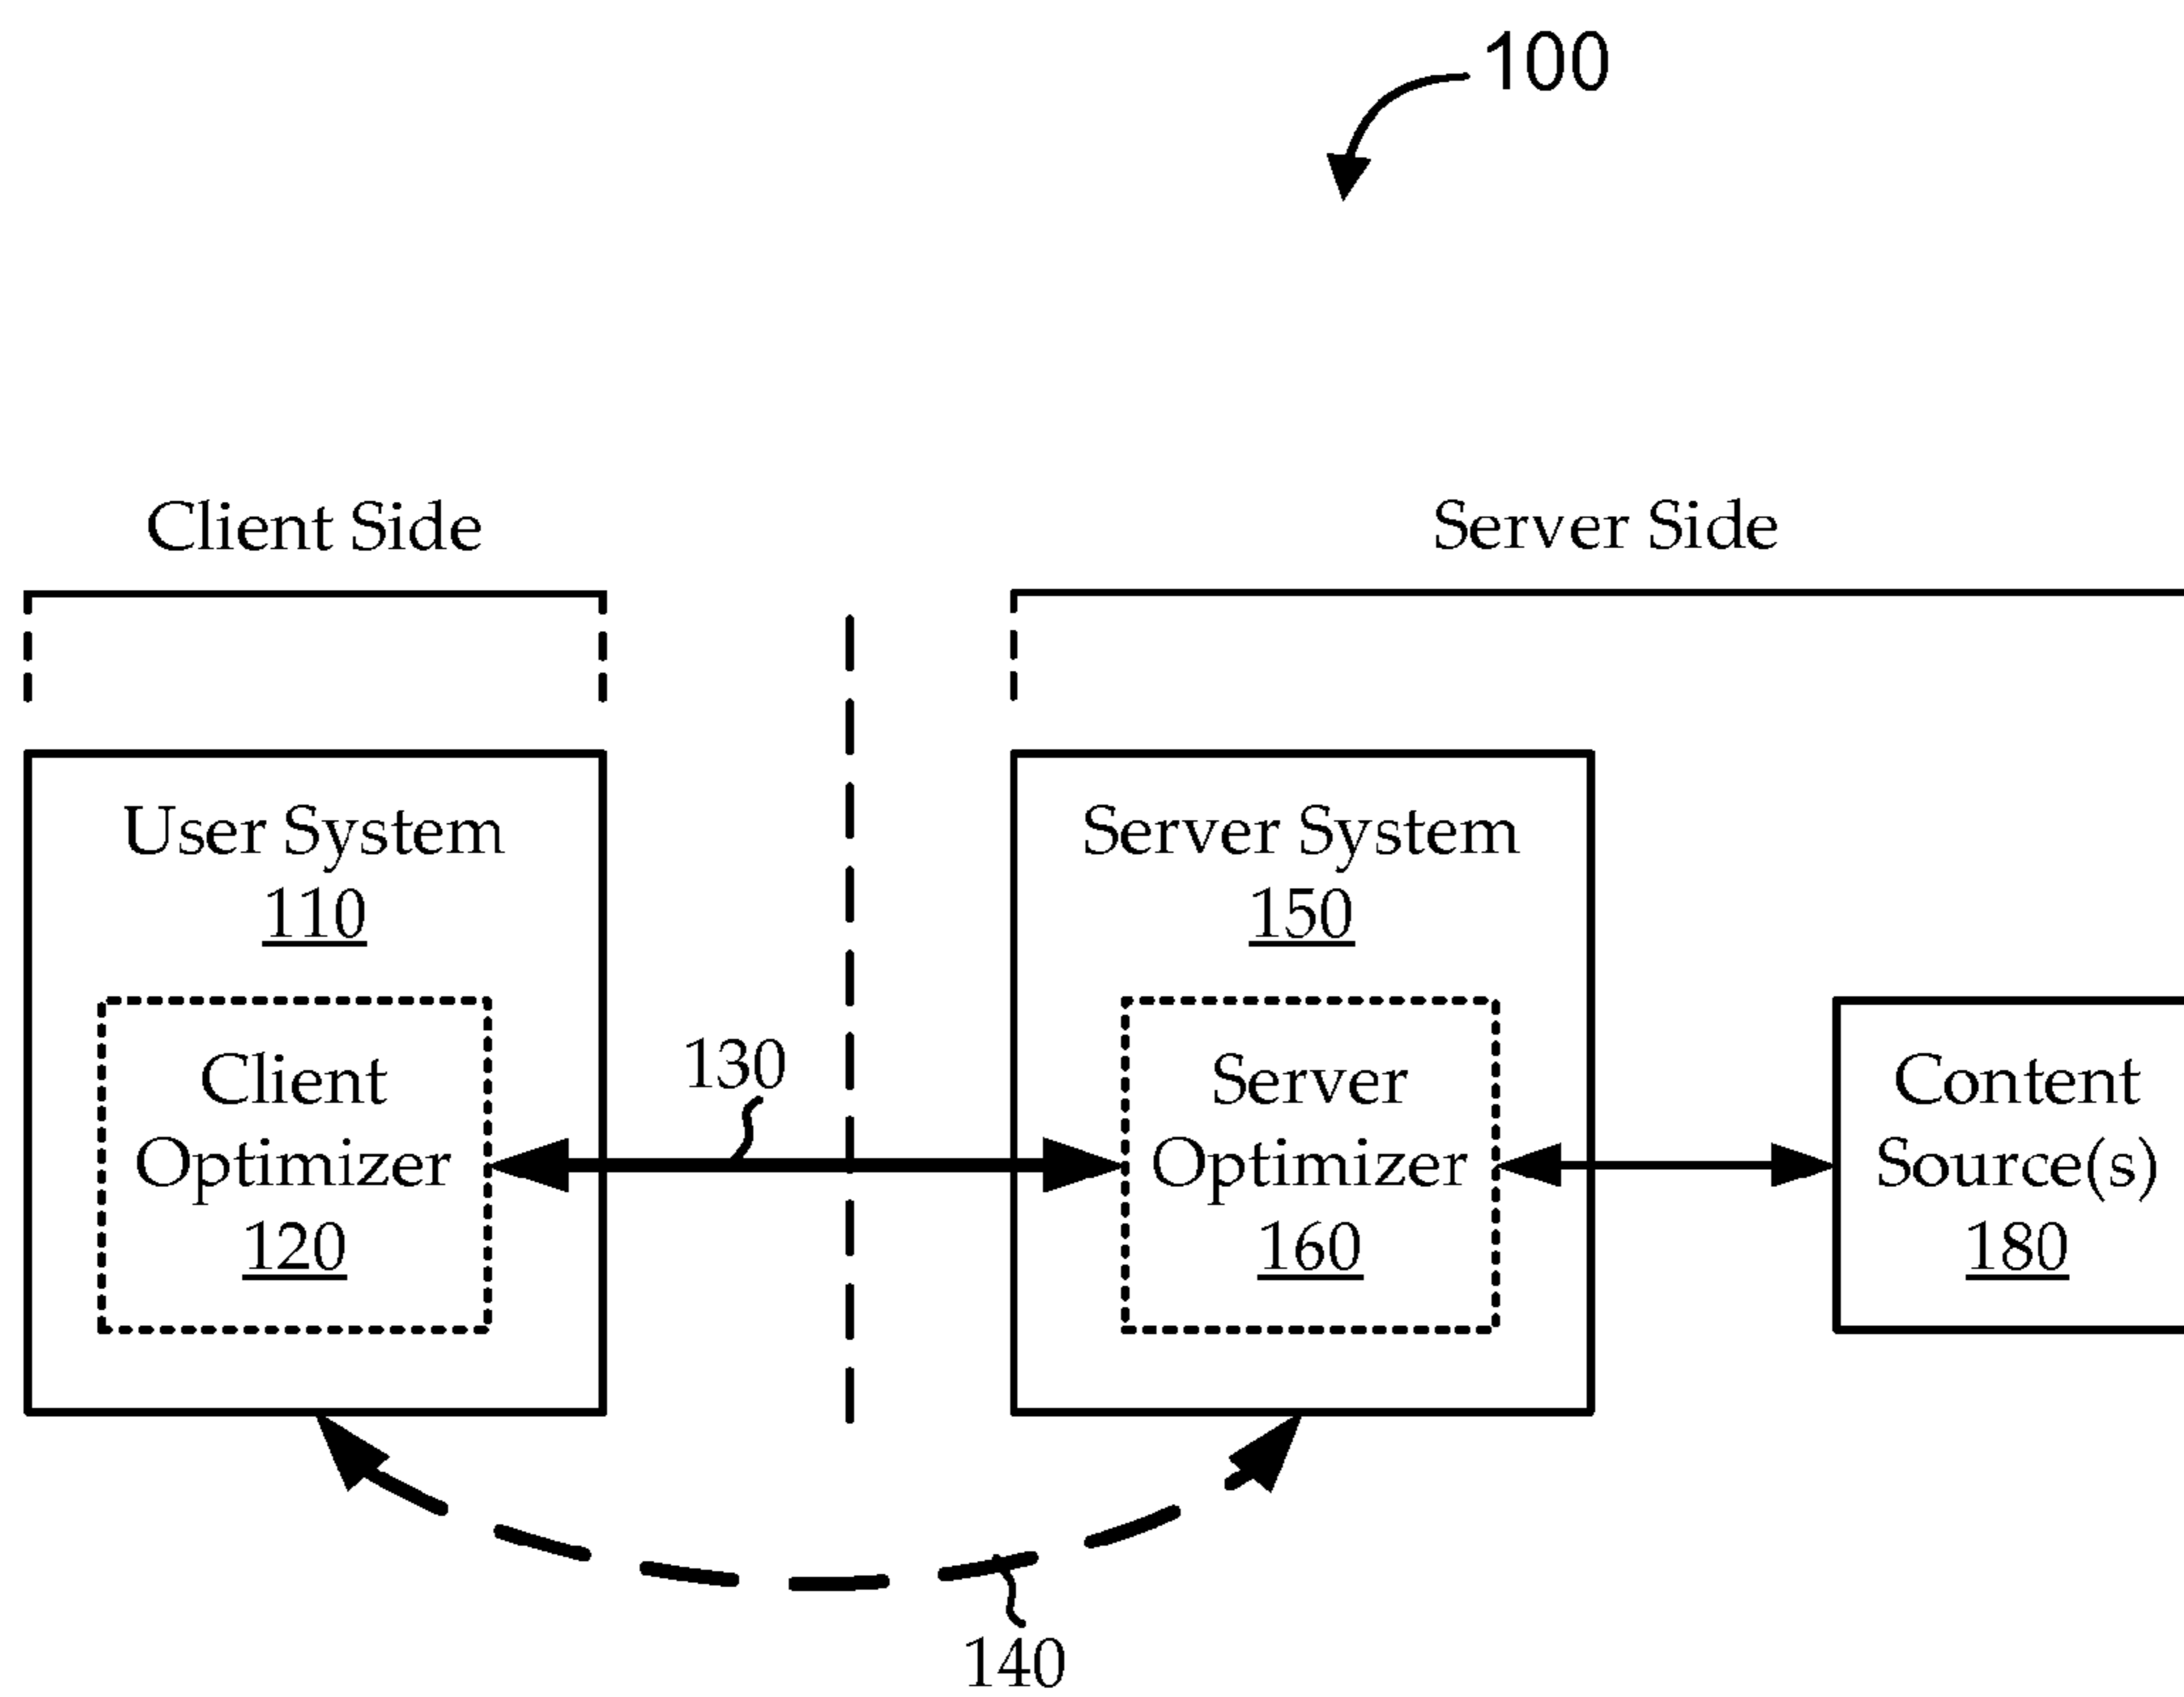 100
Client Side
Server Side
User System
110
Server System
150
130
Client
Optimizer
120
Server
Optimizer
160
Content
Source(s)
180
140